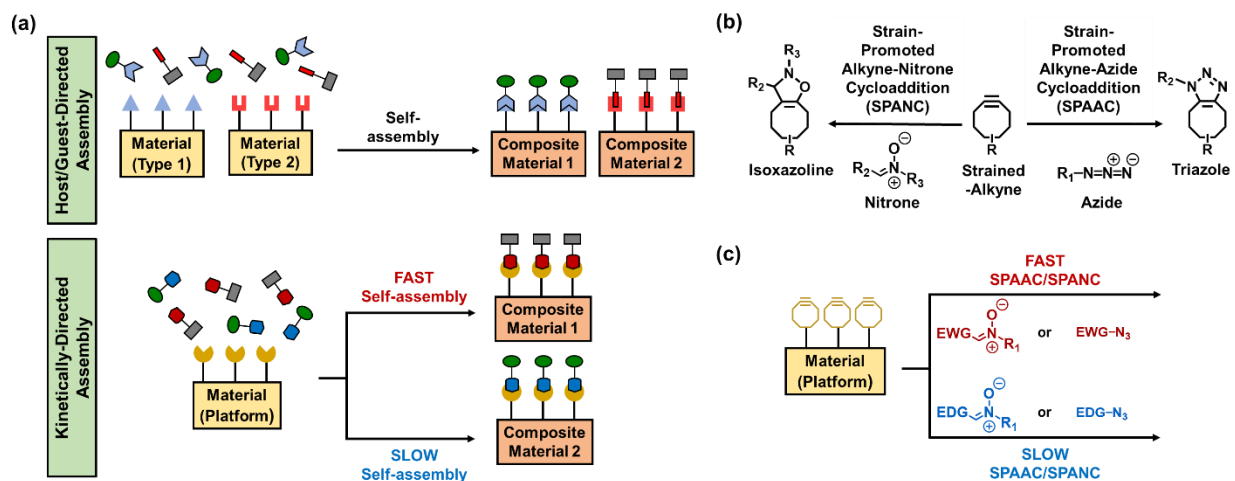 (a)
Host/Guest-Directed
Assembly
Material
(Type 1)
Material
(Type 2)
Self-
assembly
Composite
Material 1
Composite
Material 2
Kinetically-Directed
Assembly
Material
(Platform)
FAST
Self-assembly
Composite
Material 1
Composite
Material 2
SLOW
Self-assembly
(b)
R3
R2
N
O
R
Isoxazoline
Strain-
Promoted
Alkyne-Nitrone
Cycloaddition
(SPANC)
O
R2
N
R3
Nitrone
R
Strained
-Alkyne
Strain-
Promoted
Alkyne-Azide
Cycloaddition
(SPAAC)
R1–N=N=N
Azide
R2
N
N
N
R
Triazole
(c)
Material
(Platform)
FAST
SPAAC/SPANC
O
EWG
N
R1
or
EWG–N3
O
EDG
N
R1
or
EDG–N3
SLOW
SPAAC/SPANC